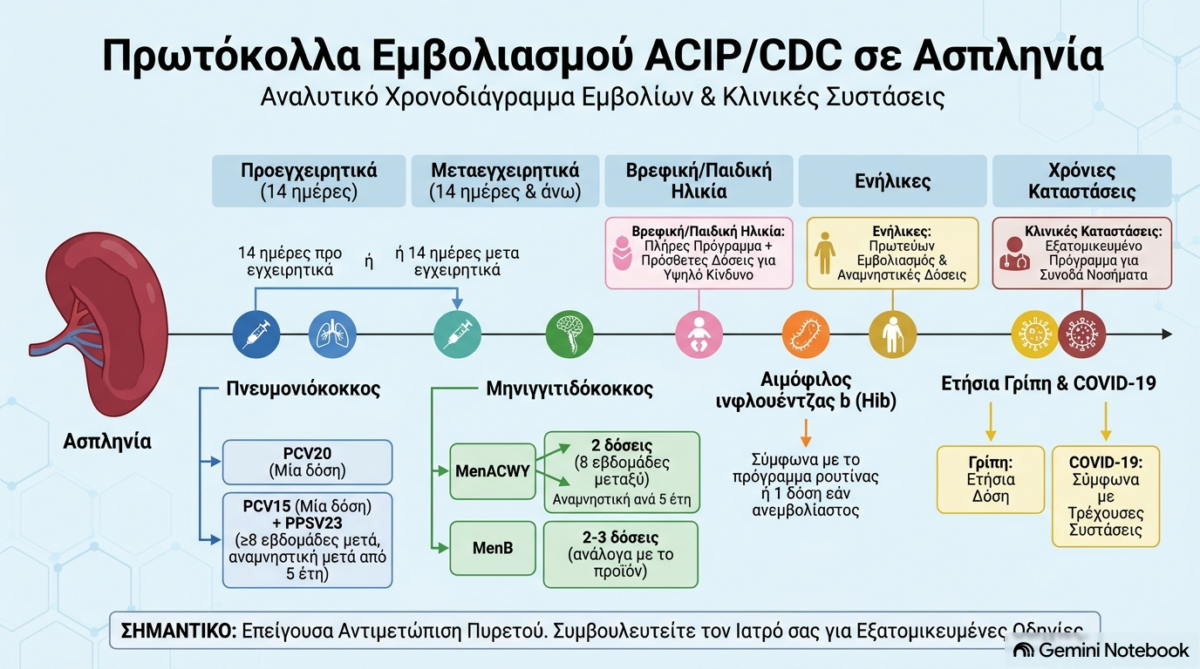 Πρωτόκολλα Εμβολιασμού ACIP/CDC σε Ασπληνία
Αναλυτικό Χρονοδιάγραμμα Εμβολίων & Κλινικές Συστάσεις
Προεγχειρητικά
(14 ημέρες)
Μεταεγχειρητικά
(14 ημέρες & άνω)
Βρεφική/Παιδική
Ηλικία
Ενήλικες
Χρόνιες
Καταστάσεις
14 ημέρες προ
εγχειρητικά
ή
ή 14 ημέρες μετα
εγχειρητικά
Βρεφική/Παιδική Ηλικία:
Πλήρες Πρόγραμμα +
Πρόσθετες Δόσεις για
Υψηλό Κίνδυνο
Ενήλικες:
Πρωτεύων
Εμβολιασμός &
Αναμνηστικές Δόσεις
Κλινικές Καταστάσεις:
Εξατομικευμένο
Πρόγραμμα για
Συνοδά Νοσήματα
Ασπληνία
Πνευμονιόκοκκος
PCV20
(Μία δόση)
PCV15 (Μία δόση)
+ PPSV23
(≥8 εβδομάδες μετά,
αναμνηστική μετά από
5 έτη)
Μηνιγγιτιδόκοκκος
MenACWY
2 δόσεις
(8 εβδομάδες
μεταξύ)
Αναμνηστική ανά 5 έτη
MenB
2-3 δόσεις
(ανάλογα με το
προϊόν)
Αιμόφιλος
ινφλουέντζας b (Hib)
Σύμφωνα με το
πρόγραμμα ρουτίνας
ή 1 δόση εάν
ανεμβολίαστος
Ετήσια Γρίπη & COVID-19
Γρίπη:
Ετήσια
Δόση
COVID-19:
Σύμφωνα
με
Τρέχουσες
Συστάσεις
ΣΗΜΑΝΤΙΚΟ: Επείγουσα Αντιμετώπιση Πυρετού. Συμβουλευτείτε τον Ιατρό σας για Εξατομικευμένες Οδηγίες.
Gemini Notebook